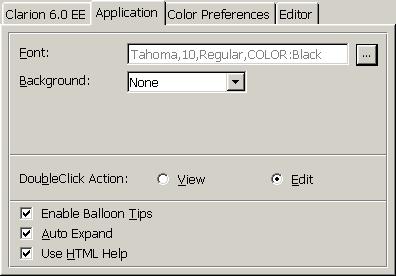 Clarion 6.0 EE Application Color Preferences Editor
Font: Tahoma,10,Regular,COLOR:Black ...
Background: None
DoubleClick Action: View Edit
Enable Balloon Tips
Auto Expand
Use HTML Help